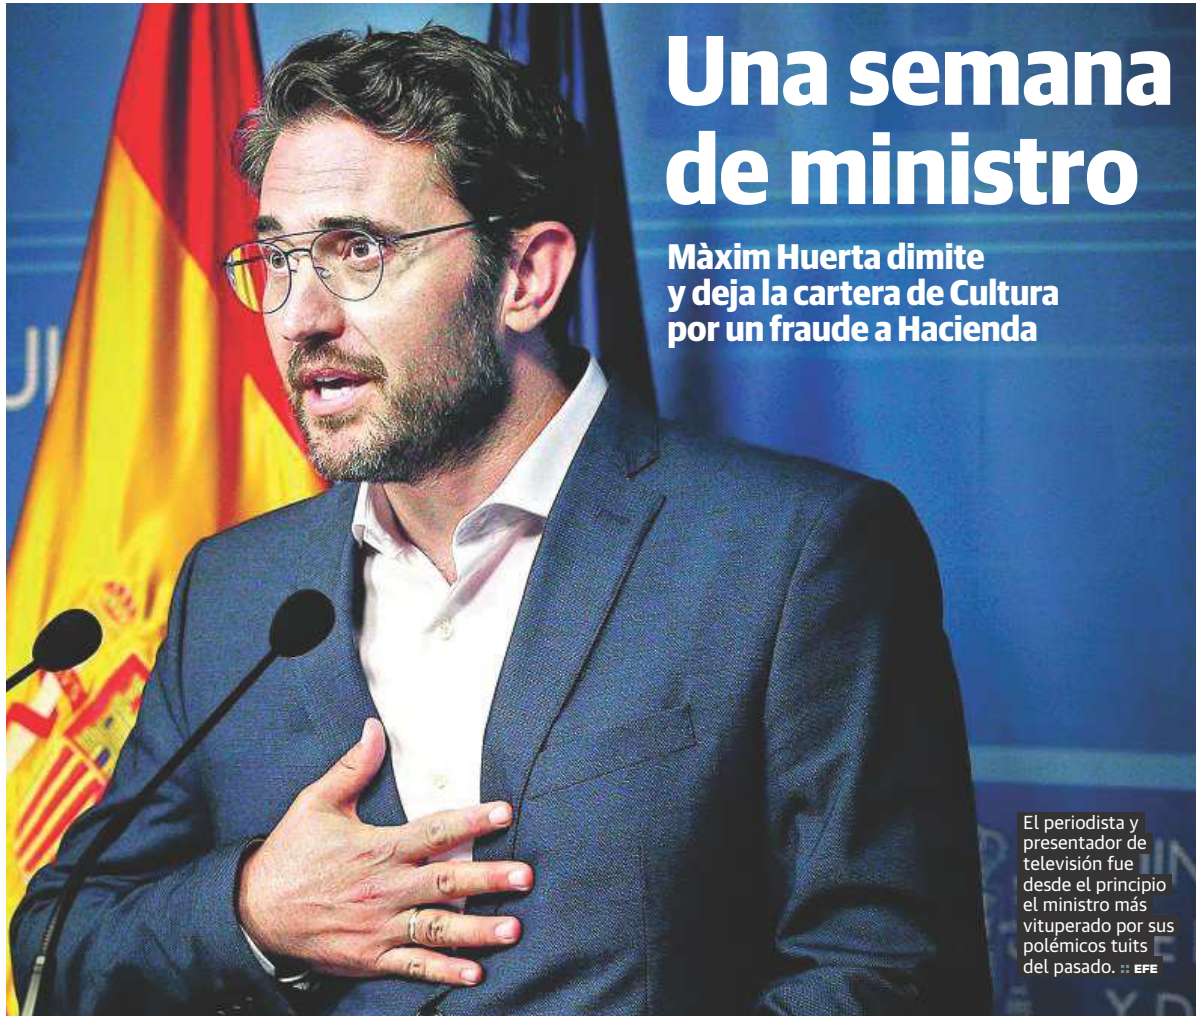 Una semana
de ministro
Màxim Huerta dimite
y deja la cartera de Cultura
por un fraude a Hacienda
El periodista y
presentador de
televisión fue
desde el principio
el ministro más
vituperado por sus
polémicos tuits
del pasado. :: EFE